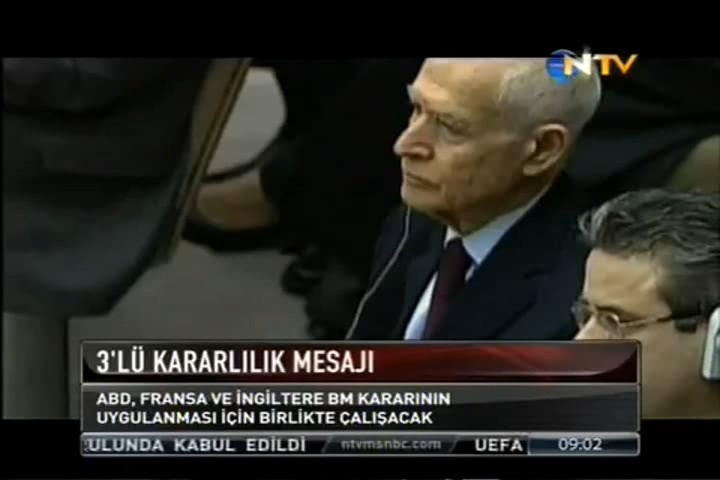 NTV
3'LÜ KARARLILIK MESAJI
ABD, FRANSA VE İNGİLTERE BM KARARININ
UYGULANMASI İÇİN BİRLİKTE ÇALIŞACAK
ULUNDA KABUL EDİLDİ ntvmsnbc.com UEFA 09:02